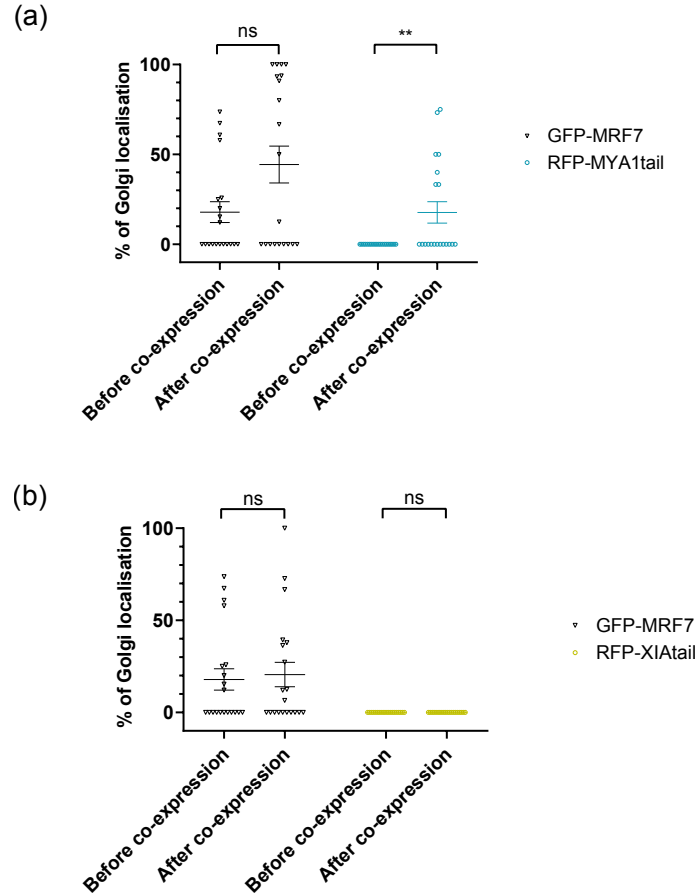 (a)
ns
**
100
50
0
% of Golgi localisation
GFP-MRF7
RFP-MYA1tail
Before co-expression
After co-expression
Before co-expression
After co-expression
(b)
ns
ns
100
50
0
% of Golgi localisation
GFP-MRF7
RFP-XIAtail
Before co-expression
After co-expression
Before co-expression
After co-expression